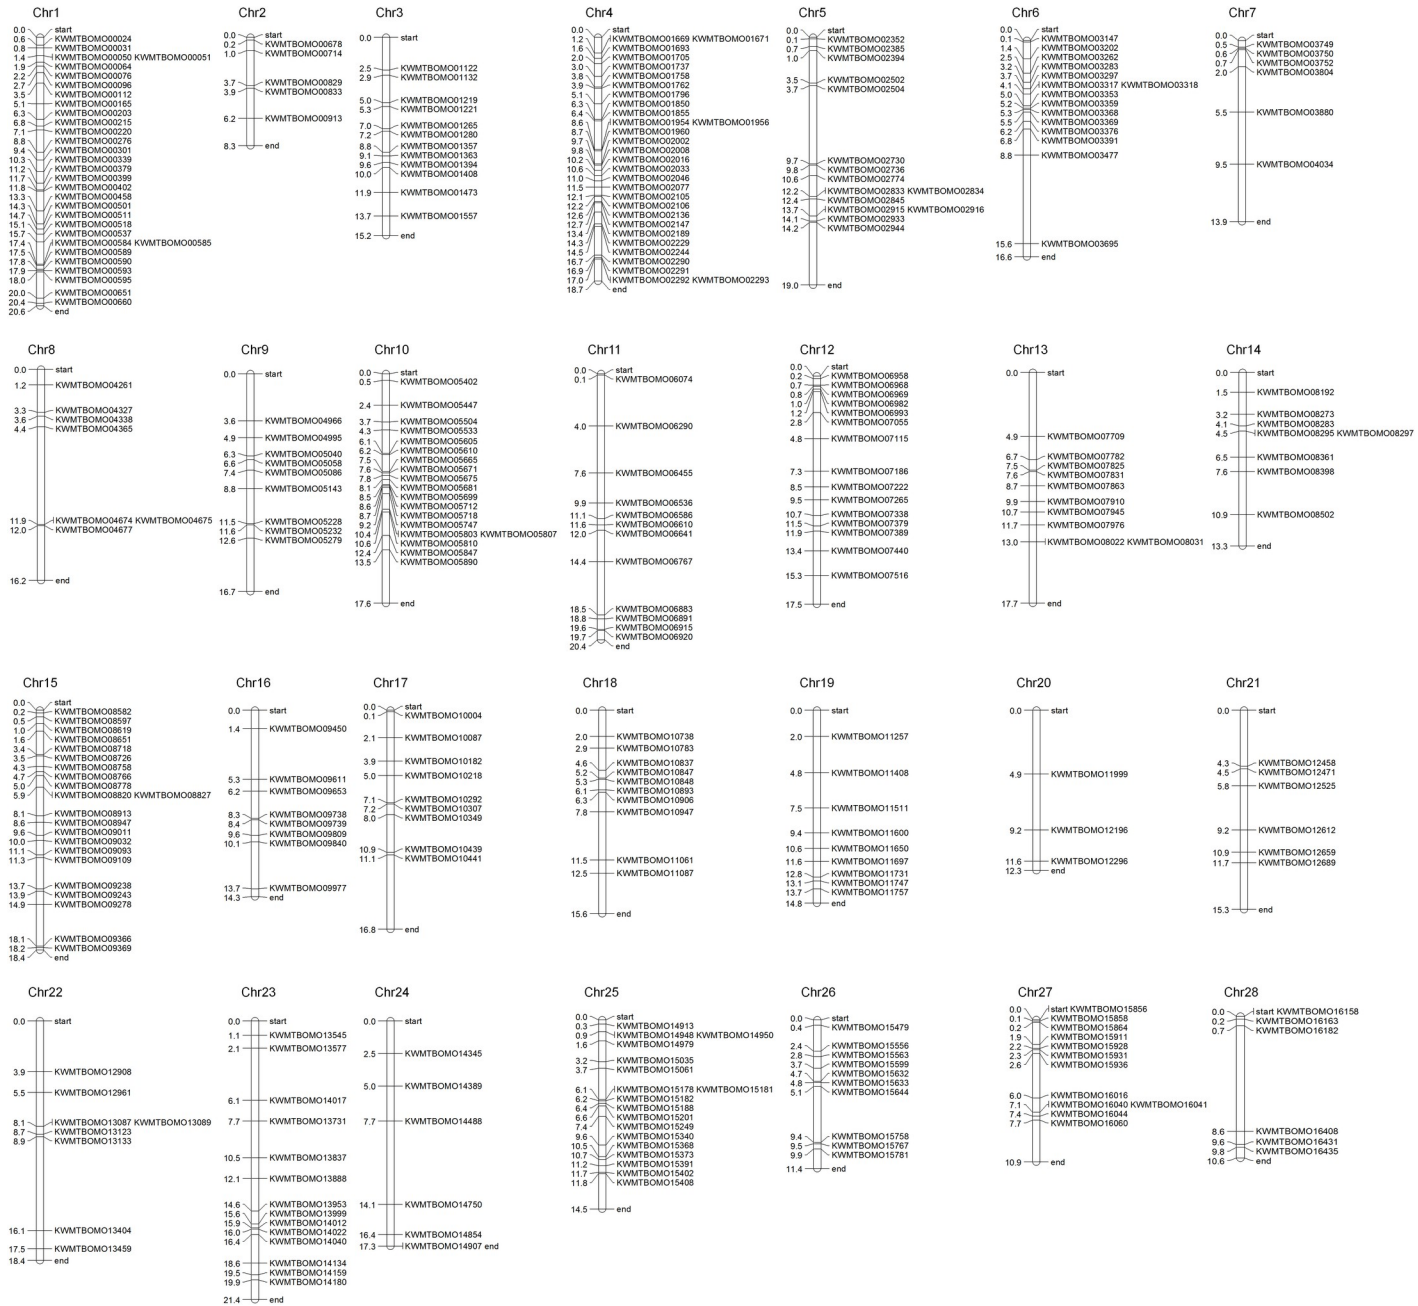 Chr1
0.0 start
0.6 KWMTBOMO00024
0.8 KWMTBOMO00031
1.4 KWMTBOMO00050 KWMTBOMO00051
1.9 KWMTBOMO00064
2.2 KWMTBOMO00076
2.7 KWMTBOMO00096
3.5 KWMTBOMO00112
5.1 KWMTBOMO00165
6.3 KWMTBOMO00203
6.8 KWMTBOMO00215
7.1 KWMTBOMO00220
8.8 KWMTBOMO00276
9.4 KWMTBOMO00301
10.3 KWMTBOMO00339
11.2 KWMTBOMO00379
11.7 KWMTBOMO00399
11.8 KWMTBOMO00402
13.3 KWMTBOMO00458
14.3 KWMTBOMO00501
14.7 KWMTBOMO00511
15.1 KWMTBOMO00518
15.7 KWMTBOMO00537
17.4 KWMTBOMO00584 KWMTBOMO00585
17.5 KWMTBOMO00589
17.8 KWMTBOMO00590
17.9 KWMTBOMO00593
18.0 KWMTBOMO00595
20.0 KWMTBOMO00651
20.4 KWMTBOMO00660
20.6 end
Chr2
0.0 start
0.2 KWMTBOMO00678
1.0 KWMTBOMO00714
3.7 KWMTBOMO00829
3.9 KWMTBOMO00833
6.2 KWMTBOMO00913
8.3 end
Chr3
0.0 start
2.5 KWMTBOMO01122
2.9 KWMTBOMO01132
5.0 KWMTBOMO01219
5.3 KWMTBOMO01221
7.0 KWMTBOMO01265
7.2 KWMTBOMO01280
8.8 KWMTBOMO01357
9.1 KWMTBOMO01363
9.6 KWMTBOMO01394
10.0 KWMTBOMO01408
11.9 KWMTBOMO01473
13.7 KWMTBOMO01557
15.2 end
Chr4
0.0 start
1.2 KWMTBOMO01669 KWMTBOMO01671
1.6 KWMTBOMO01693
2.0 KWMTBOMO01705
3.0 KWMTBOMO01737
3.8 KWMTBOMO01758
3.9 KWMTBOMO01762
5.1 KWMTBOMO01796
6.3 KWMTBOMO01850
6.4 KWMTBOMO01855
8.6 KWMTBOMO01954 KWMTBOMO01956
8.7 KWMTBOMO01960
9.7 KWMTBOMO02002
9.8 KWMTBOMO02008
10.2 KWMTBOMO02016
10.6 KWMTBOMO02033
11.0 KWMTBOMO02046
11.5 KWMTBOMO02077
12.1 KWMTBOMO02105
12.2 KWMTBOMO02106
12.6 KWMTBOMO02136
12.7 KWMTBOMO02147
13.4 KWMTBOMO02189
14.3 KWMTBOMO02229
14.5 KWMTBOMO02244
16.7 KWMTBOMO02290
16.9 KWMTBOMO02291
17.0 KWMTBOMO02292 KWMTBOMO02293
18.7 end
Chr5
0.0 start
0.1 KWMTBOMO02352
0.7 KWMTBOMO02385
1.0 KWMTBOMO02394
3.5 KWMTBOMO02502
3.7 KWMTBOMO02504
9.7 KWMTBOMO02730
9.8 KWMTBOMO02736
10.6 KWMTBOMO02774
12.2 KWMTBOMO02833 KWMTBOMO02834
12.4 KWMTBOMO02845
13.7 KWMTBOMO02915 KWMTBOMO02916
14.1 KWMTBOMO02933
14.2 KWMTBOMO02944
19.0 end
Chr6
0.0 start
0.1 KWMTBOMO03147
1.4 KWMTBOMO03202
2.5 KWMTBOMO03262
3.2 KWMTBOMO03283
3.7 KWMTBOMO03297
4.1 KWMTBOMO03317 KWMTBOMO03318
5.0 KWMTBOMO03353
5.2 KWMTBOMO03359
5.3 KWMTBOMO03368
5.5 KWMTBOMO03369
6.2 KWMTBOMO03376
6.8 KWMTBOMO03391
8.8 KWMTBOMO03477
15.6 KWMTBOMO03695
16.6 end
Chr7
0.0 start
0.5 KWMTBOMO03749
0.6 KWMTBOMO03750
0.7 KWMTBOMO03752
2.0 KWMTBOMO03804
5.5 KWMTBOMO03880
9.5 KWMTBOMO04034
13.9 end
Chr8
0.0 start
1.2 KWMTBOMO04261
3.3 KWMTBOMO04327
3.6 KWMTBOMO04338
4.4 KWMTBOMO04365
11.9 KWMTBOMO04674 KWMTBOMO04675
12.0 KWMTBOMO04677
16.2 end
Chr9
0.0 start
3.6 KWMTBOMO04966
4.9 KWMTBOMO04995
6.3 KWMTBOMO05040
6.6 KWMTBOMO05058
7.4 KWMTBOMO05086
8.8 KWMTBOMO05143
11.5 KWMTBOMO05228
11.6 KWMTBOMO05232
12.6 KWMTBOMO05279
16.7 end
Chr10
0.0 start
0.5 KWMTBOMO05402
2.4 KWMTBOMO05447
3.7 KWMTBOMO05504
4.3 KWMTBOMO05533
6.1 KWMTBOMO05605
6.2 KWMTBOMO05610
7.5 KWMTBOMO05665
7.6 KWMTBOMO05671
7.8 KWMTBOMO05675
8.1 KWMTBOMO05681
8.5 KWMTBOMO05699
8.6 KWMTBOMO05712
8.7 KWMTBOMO05718
9.2 KWMTBOMO05747
10.4 KWMTBOMO05803 KWMTBOMO05807
10.6 KWMTBOMO05810
12.4 KWMTBOMO05847
13.5 KWMTBOMO05890
17.6 end
Chr11
0.0 start
0.1 KWMTBOMO06074
4.0 KWMTBOMO06290
7.6 KWMTBOMO06455
9.9 KWMTBOMO06536
11.1 KWMTBOMO06586
11.6 KWMTBOMO06610
12.0 KWMTBOMO06641
14.4 KWMTBOMO06767
18.5 KWMTBOMO06883
18.8 KWMTBOMO06891
19.6 KWMTBOMO06915
19.7 KWMTBOMO06920
20.4 end
Chr12
0.0 start
0.2 KWMTBOMO06958
0.7 KWMTBOMO06968
0.8 KWMTBOMO06969
1.0 KWMTBOMO06982
1.2 KWMTBOMO06993
2.8 KWMTBOMO07055
4.8 KWMTBOMO07115
7.3 KWMTBOMO07186
8.5 KWMTBOMO07222
9.5 KWMTBOMO07265
10.7 KWMTBOMO07338
11.5 KWMTBOMO07379
11.9 KWMTBOMO07389
13.4 KWMTBOMO07440
15.3 KWMTBOMO07516
17.5 end
Chr13
0.0 start
4.9 KWMTBOMO07709
6.7 KWMTBOMO07782
7.5 KWMTBOMO07825
7.6 KWMTBOMO07831
8.7 KWMTBOMO07863
9.9 KWMTBOMO07910
10.7 KWMTBOMO07945
11.7 KWMTBOMO07976
13.0 KWMTBOMO08022 KWMTBOMO08031
17.7 end
Chr14
0.0 start
1.5 KWMTBOMO08192
3.2 KWMTBOMO08273
4.1 KWMTBOMO08283
4.5 KWMTBOMO08295 KWMTBOMO08297
6.5 KWMTBOMO08361
7.6 KWMTBOMO08398
10.9 KWMTBOMO08502
13.3 end
Chr15
0.0 start
0.2 KWMTBOMO08582
0.5 KWMTBOMO08597
1.0 KWMTBOMO08619
1.6 KWMTBOMO08651
3.4 KWMTBOMO08718
3.5 KWMTBOMO08726
4.3 KWMTBOMO08758
4.7 KWMTBOMO08766
5.0 KWMTBOMO08778
5.9 KWMTBOMO08820 KWMTBOMO08827
8.1 KWMTBOMO08913
8.6 KWMTBOMO08947
9.6 KWMTBOMO09011
10.0 KWMTBOMO09032
11.1 KWMTBOMO09093
11.3 KWMTBOMO09109
13.7 KWMTBOMO09238
13.9 KWMTBOMO09243
14.9 KWMTBOMO09278
18.1 KWMTBOMO09366
18.2 KWMTBOMO09369
18.4 end
Chr16
0.0 start
1.4 KWMTBOMO09450
5.3 KWMTBOMO09611
6.2 KWMTBOMO09653
8.3 KWMTBOMO09738
8.4 KWMTBOMO09739
9.6 KWMTBOMO09809
10.1 KWMTBOMO09840
13.7 KWMTBOMO09977
14.3 end
Chr17
0.0 start
0.1 KWMTBOMO10004
2.1 KWMTBOMO10087
3.9 KWMTBOMO10182
5.0 KWMTBOMO10218
7.1 KWMTBOMO10292
7.2 KWMTBOMO10307
8.0 KWMTBOMO10349
10.9 KWMTBOMO10439
11.1 KWMTBOMO10441
16.8 end
Chr18
0.0 start
2.0 KWMTBOMO10738
2.9 KWMTBOMO10783
4.6 KWMTBOMO10837
5.2 KWMTBOMO10847
5.3 KWMTBOMO10848
6.1 KWMTBOMO10893
6.3 KWMTBOMO10906
7.8 KWMTBOMO10947
11.5 KWMTBOMO11061
12.5 KWMTBOMO11087
15.6 end
Chr19
0.0 start
2.0 KWMTBOMO11257
4.8 KWMTBOMO11408
7.5 KWMTBOMO11511
9.4 KWMTBOMO11600
10.6 KWMTBOMO11650
11.6 KWMTBOMO11697
12.8 KWMTBOMO11731
13.1 KWMTBOMO11747
13.7 KWMTBOMO11757
14.8 end
Chr20
0.0 start
4.9 KWMTBOMO11999
9.2 KWMTBOMO12196
11.6 KWMTBOMO12296
12.3 end
Chr21
0.0 start
4.3 KWMTBOMO12458
4.5 KWMTBOMO12471
5.8 KWMTBOMO12525
9.2 KWMTBOMO12612
10.9 KWMTBOMO12659
11.7 KWMTBOMO12689
15.3 end
Chr22
0.0 start
3.9 KWMTBOMO12908
5.5 KWMTBOMO12961
8.1 KWMTBOMO13087 KWMTBOMO13089
8.7 KWMTBOMO13123
8.9 KWMTBOMO13133
16.1 KWMTBOMO13404
17.5 KWMTBOMO13459
18.4 end
Chr23
0.0 start
1.1 KWMTBOMO13545
2.1 KWMTBOMO13577
6.1 KWMTBOMO14017
7.7 KWMTBOMO13731
10.5 KWMTBOMO13837
12.1 KWMTBOMO13888
14.6 KWMTBOMO13953
15.6 KWMTBOMO13999
15.9 KWMTBOMO14012
16.0 KWMTBOMO14022
16.4 KWMTBOMO14040
18.6 KWMTBOMO14134
19.5 KWMTBOMO14159
19.9 KWMTBOMO14180
21.4 end
Chr24
0.0 start
2.5 KWMTBOMO14345
5.0 KWMTBOMO14389
7.7 KWMTBOMO14488
14.1 KWMTBOMO14750
16.4 KWMTBOMO14854
17.3 KWMTBOMO14907 end
Chr25
0.0 start
0.3 KWMTBOMO14913
0.9 KWMTBOMO14948 KWMTBOMO14950
1.6 KWMTBOMO14979
3.2 KWMTBOMO15035
3.7 KWMTBOMO15061
6.1 KWMTBOMO15178 KWMTBOMO15181
6.2 KWMTBOMO15182
6.4 KWMTBOMO15188
6.6 KWMTBOMO15201
7.4 KWMTBOMO15249
9.6 KWMTBOMO15340
10.5 KWMTBOMO15368
10.7 KWMTBOMO15373
11.2 KWMTBOMO15391
11.7 KWMTBOMO15402
11.8 KWMTBOMO15408
14.5 end
Chr26
0.0 start
0.4 KWMTBOMO15479
2.4 KWMTBOMO15556
2.8 KWMTBOMO15563
3.7 KWMTBOMO15599
4.7 KWMTBOMO15632
4.8 KWMTBOMO15633
5.1 KWMTBOMO15644
9.4 KWMTBOMO15758
9.5 KWMTBOMO15767
9.9 KWMTBOMO15781
11.4 end
Chr27
0.0 start KWMTBOMO15856
0.1 KWMTBOMO15858
0.2 KWMTBOMO15864
1.9 KWMTBOMO15911
2.2 KWMTBOMO15928
2.3 KWMTBOMO15931
2.6 KWMTBOMO15936
6.0 KWMTBOMO16016
7.1 KWMTBOMO16040 KWMTBOMO16041
7.4 KWMTBOMO16044
7.7 KWMTBOMO16060
10.9 end
Chr28
0.0 start KWMTBOMO16158
0.2 KWMTBOMO16163
0.7 KWMTBOMO16182
8.6 KWMTBOMO16408
9.6 KWMTBOMO16431
9.8 KWMTBOMO16435
10.6 end